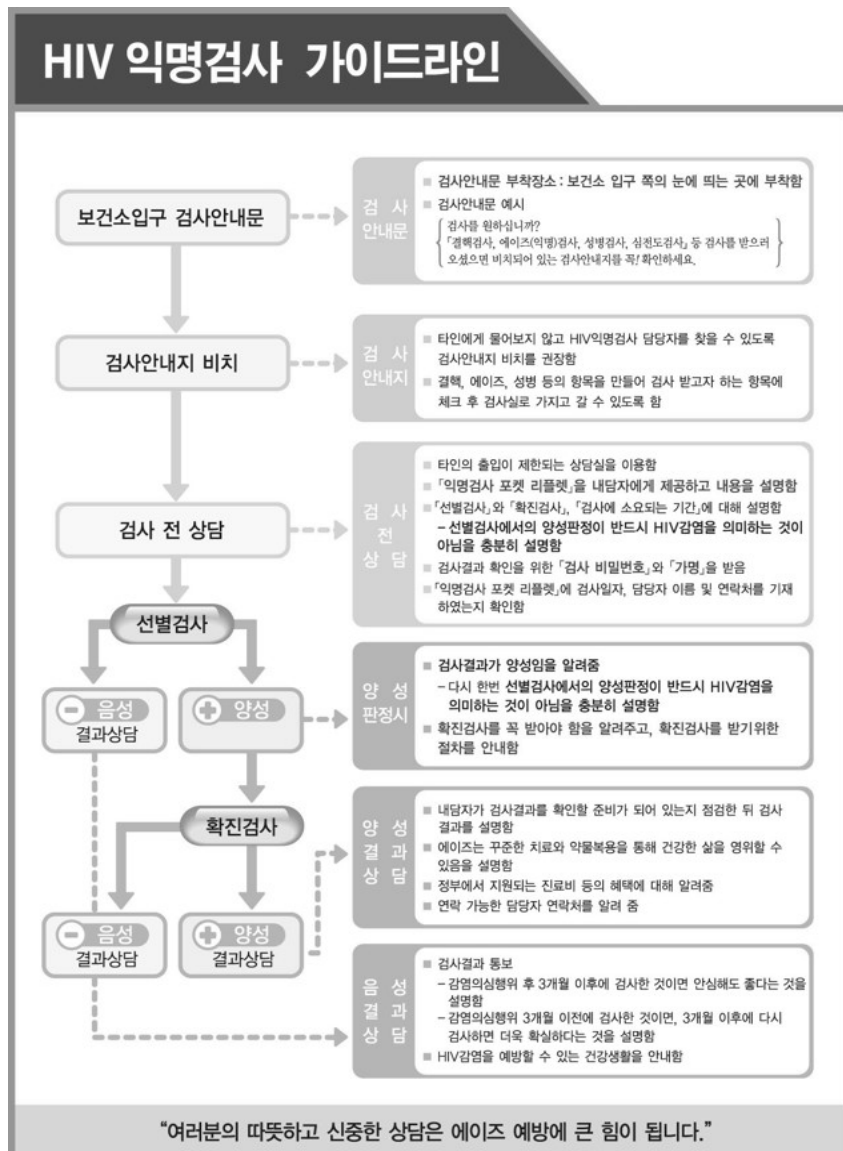 HIV 익명검사 가이드라인
보건소입구 검사안내문
검 사
안내문
■ 검사안내문 부착장소 : 보건소 입구 쪽의 눈에 띄는 곳에 부착함
■ 검사안내문 예시
검사를 원하십니까?
「결핵검사, 에이즈(익명)검사, 성병검사, 심전도검사」 등 검사를 받으러
오셨으면 비치되어 있는 검사안내지를 꼭! 확인하세요.
검사안내지 비치
검 사
안내지
■ 타인에게 물어보지 않고 HIV익명검사 담당자를 찾을 수 있도록
검사안내지 비치를 권장함
■ 결핵, 에이즈, 성병 등의 항목을 만들어 검사 받고자 하는 항목에
체크 후 검사실로 가지고 갈 수 있도록 함
검사 전 상담
검 사
전
상 담
■ 타인의 출입이 제한되는 상담실을 이용함
■ 「익명검사 포켓 리플렛」을 내담자에게 제공하고 내용을 설명함
■ 「선별검사」와 「확진검사」, 「검사에 소요되는 기간」에 대해 설명함
– 선별검사에서의 양성판정이 반드시 HIV감염을 의미하는 것이
아님을 충분히 설명함
■ 검사결과 확인을 위한 「검사 비밀번호」와 「가명」을 받음
■ 「익명검사 포켓 리플렛」에 검사일자, 담당자 이름 및 연락처를 기재
하였는지 확인함
선별검사
음성
결과상담
양성
양 성
판정시
■ 검사결과가 양성임을 알려줌
– 다시 한번 선별검사에서의 양성판정이 반드시 HIV감염을
의미하는 것이 아님을 충분히 설명함
■ 확진검사를 꼭 받아야 함을 알려주고, 확진검사를 받기위한
절차를 안내함
확진검사
음성
결과상담
양성
결과상담
양 성
결 과
상 담
■ 내담자가 검사결과를 확인할 준비가 되어 있는지 점검한 뒤 검사
결과를 설명함
■ 에이즈는 꾸준한 치료와 약물복용을 통해 건강한 삶을 영위할 수
있음을 설명함
■ 정부에서 지원되는 진료비 등의 혜택에 대해 알려줌
■ 연락 가능한 담당자 연락처를 알려 줌
음 성
결 과
상 담
■ 검사결과 통보
– 감염의심행위 후 3개월 이후에 검사한 것이면 안심해도 좋다는 것을
설명함
– 감염의심행위 3개월 이전에 검사한 것이면, 3개월 이후에 다시
검사하면 더욱 확실하다는 것을 설명함
■ HIV감염을 예방할 수 있는 건강생활을 안내함
“여러분의 따뜻하고 신중한 상담은 에이즈 예방에 큰 힘이 됩니다.”